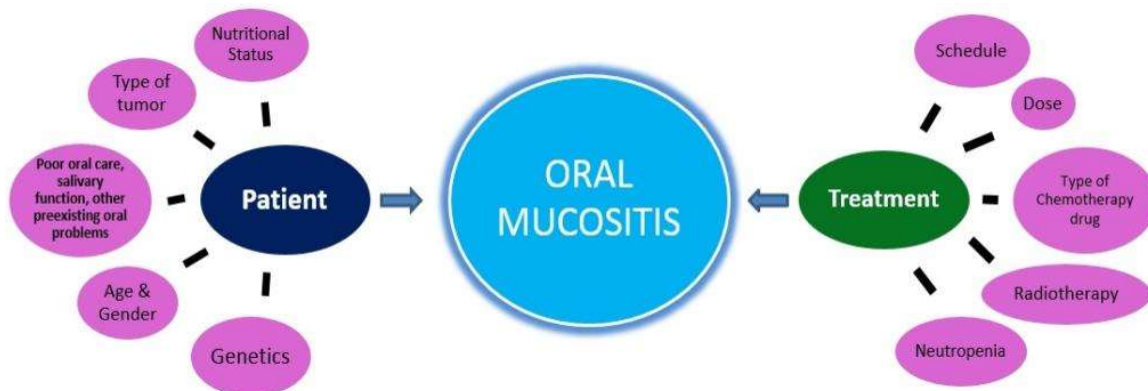 Nutritional
Status
Type of
tumor
Poor oral care,
salivary
function, other
preexisting oral
problems
Age &
Gender
Genetics
Patient
ORAL
MUCOSITIS
Treatment
Schedule
Dose
Type of
Chemotherapy
drug
Radiotherapy
Neutropenia